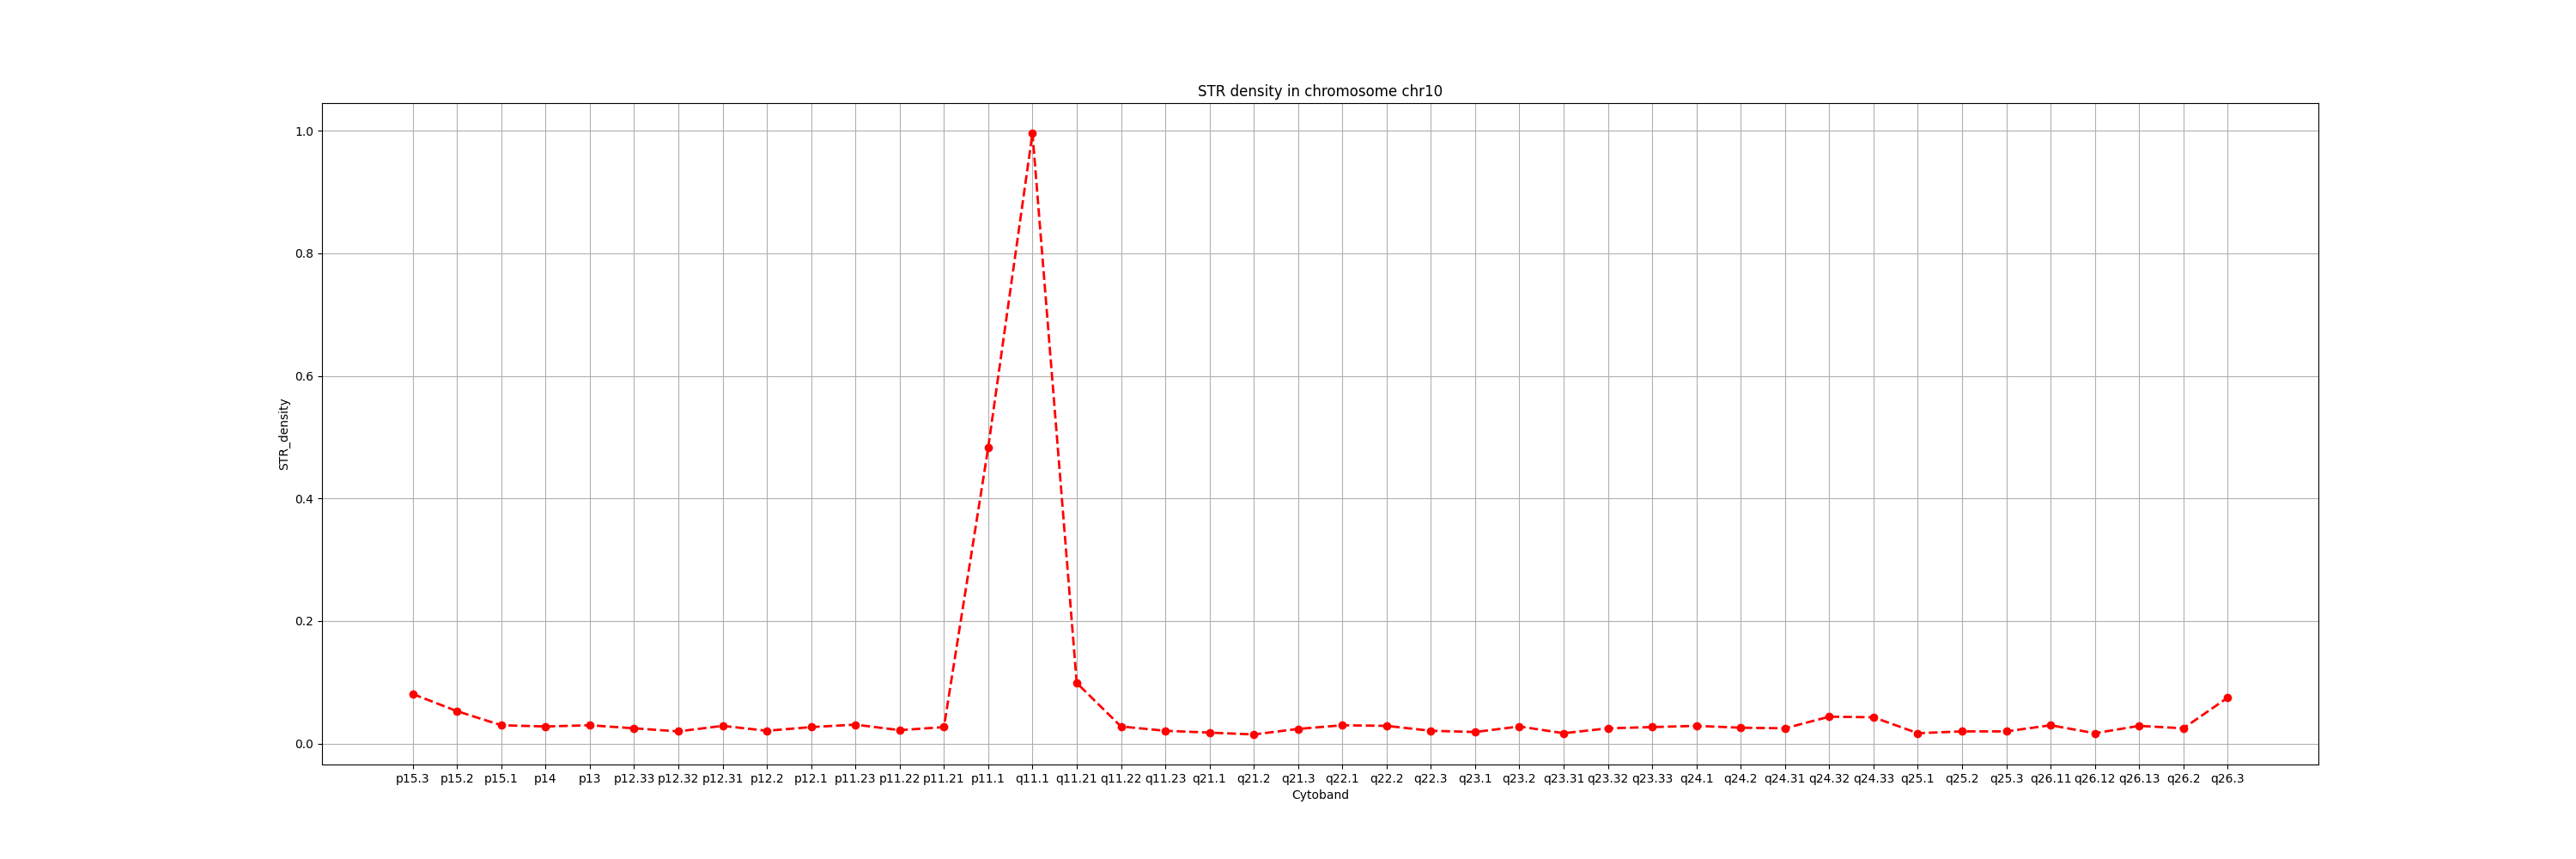 STR density in chromosome chr10
1.0
0.8
0.6
0.4
0.2
0.0
STR_density
p15.3 p15.2 p15.1 p14 p13 p12.33 p12.32 p12.31 p12.2 p12.1 p11.23 p11.22 p11.21 p11.1 q11.1 q11.21 q11.22 q11.23 q21.1 q21.2 q21.3 q22.1 q22.2 q22.3 q23.1 q23.2 q23.31 q23.32 q23.33 q24.1 q24.2 q24.31 q24.32 q24.33 q25.1 q25.2 q25.3 q26.11 q26.12 q26.13 q26.2 q26.3
Cytoband